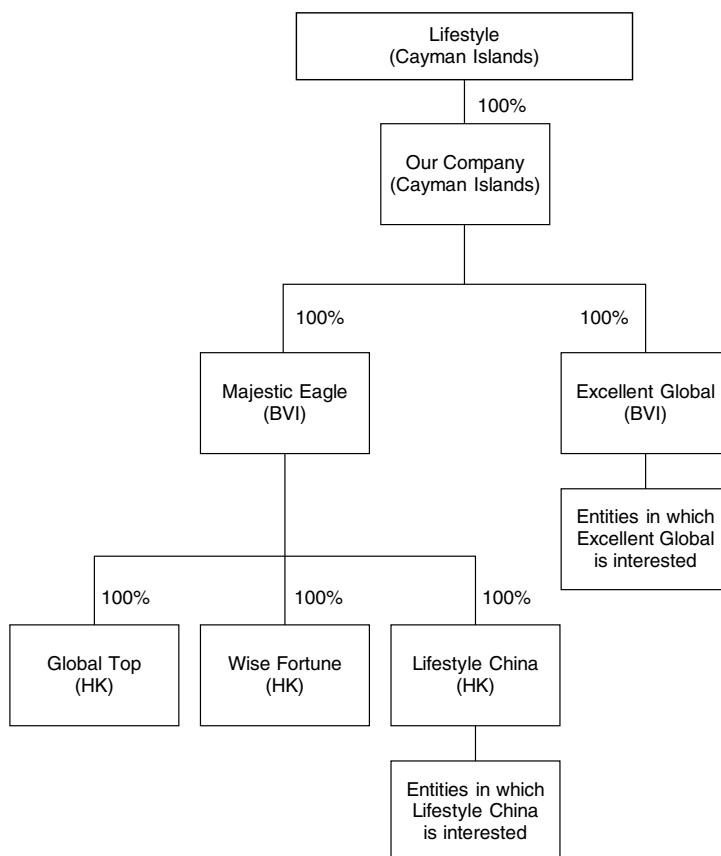 Lifestyle
(Cayman Islands)
100%
Our Company
(Cayman Islands)
100%
100%
Majestic Eagle
(BVI)
Excellent Global
(BVI)
Entities in which
Excellent Global
is interested
100%
100%
100%
Global Top
(HK)
Wise Fortune
(HK)
Lifestyle China
(HK)
Entities in which
Lifestyle China
is interested